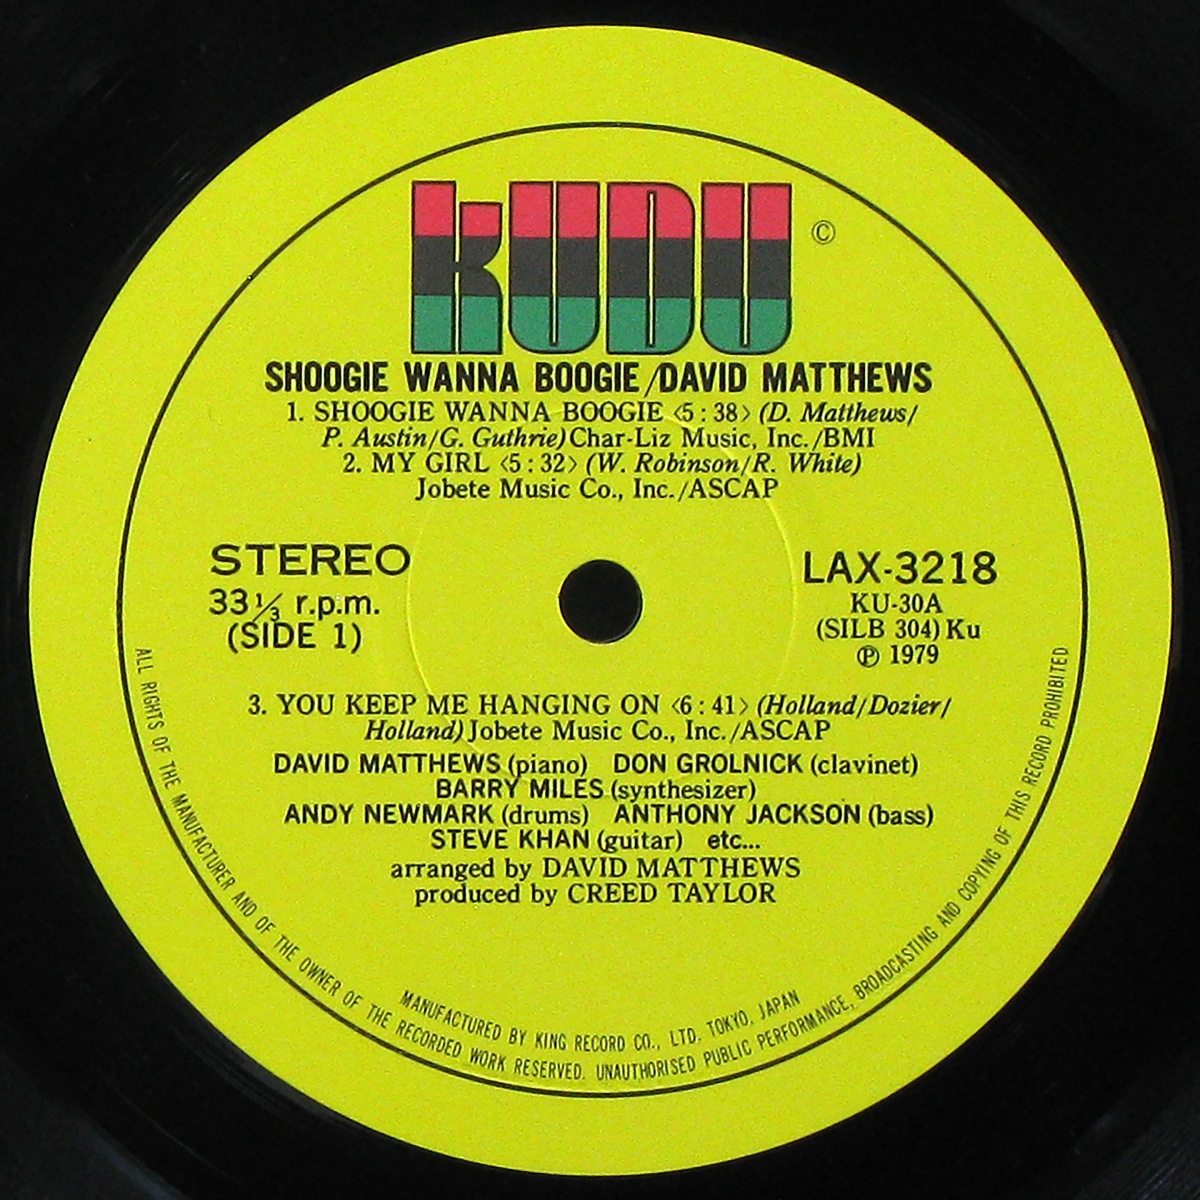 KUDU ©
SHOOGIE WANNA BOOGIE/DAVID MATTHEWS
1. SHOOGIE WANNA BOOGIE <5:38> (D. Matthews/
P. Austin/G. Guthrie) Char-Liz Music, Inc./BMI
2. MY GIRL <5:32> (W. Robinson/R. White)
Jobete Music Co., Inc./ASCAP
STEREO
33 1/3 r.p.m.
(SIDE 1)
LAX-3218
KU-30A
(SILB 304) Ku
℗ 1979
3. YOU KEEP ME HANGING ON <6:41> (Holland/Dozier/
Holland) Jobete Music Co., Inc./ASCAP
DAVID MATTHEWS (piano) DON GROLNICK (clavinet)
BARRY MILES (synthesizer)
ANDY NEWMARK (drums) ANTHONY JACKSON (bass)
STEVE KHAN (guitar) etc...
arranged by DAVID MATTHEWS
produced by CREED TAYLOR
MANUFACTURED BY KING RECORD CO., LTD. TOKYO, JAPAN
ALL RIGHTS OF THE MANUFACTURER AND OF THE OWNER OF THE RECORDED WORK RESERVED. UNAUTHORISED PUBLIC PERFORMANCE, BROADCASTING AND COPYING OF THIS RECORD PROHIBITED